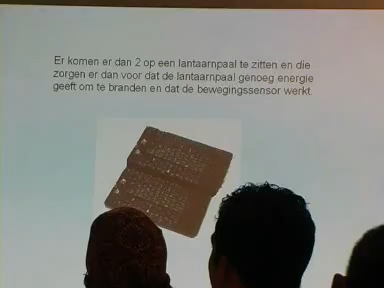 Er komen er dan 2 op een lantaarnpaal te zitten en die
zorgen er dan voor dat de lantaarnpaal genoeg energie
geeft om te branden en dat de bewegingssensor werkt.